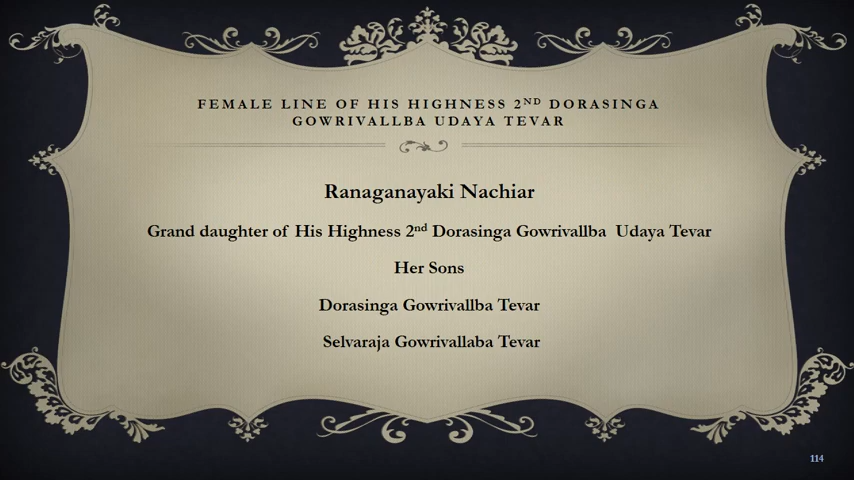 FEMALE LINE OF HIS HIGHNESS 2ND DORASINGA
GOWRIVALLBA UDAYA TEVAR
Ranaganayaki Nachiar
Grand daughter of His Highness 2nd Dorasinga Gowrivallba Udaya Tevar
Her Sons
Dorasinga Gowrivallba Tevar
Selvaraja Gowrivallaba Tevar
114